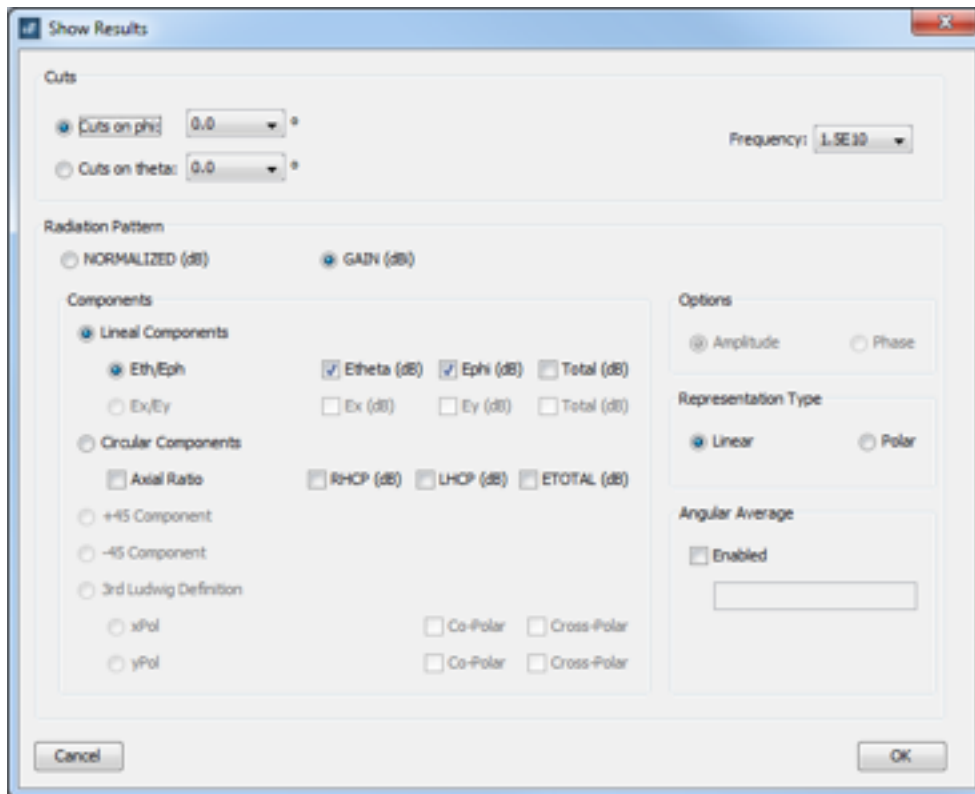 Show Results
Cuts
Cuts on phi: 0.0 º
Frequency: 1.5E10
Cuts on theta: 0.0 º
Radiation Pattern
NORMALIZED (dB) GAIN (dBi)
Components
Options
Lineal Components
Amplitude Phase
Eth/Eph Etheta (dB) Ephi (dB) Total (dB)
Ex/Ey Ex (dB) Ey (dB) Total (dB)
Representation Type
Circular Components
Linear Polar
Axial Ratio RHCP (dB) LHCP (dB) ETOTAL (dB)
+45 Component
Angular Average
-45 Component
Enabled
3rd Ludwig Definition
xPol Co-Polar Cross-Polar
yPol Co-Polar Cross-Polar
Cancel OK